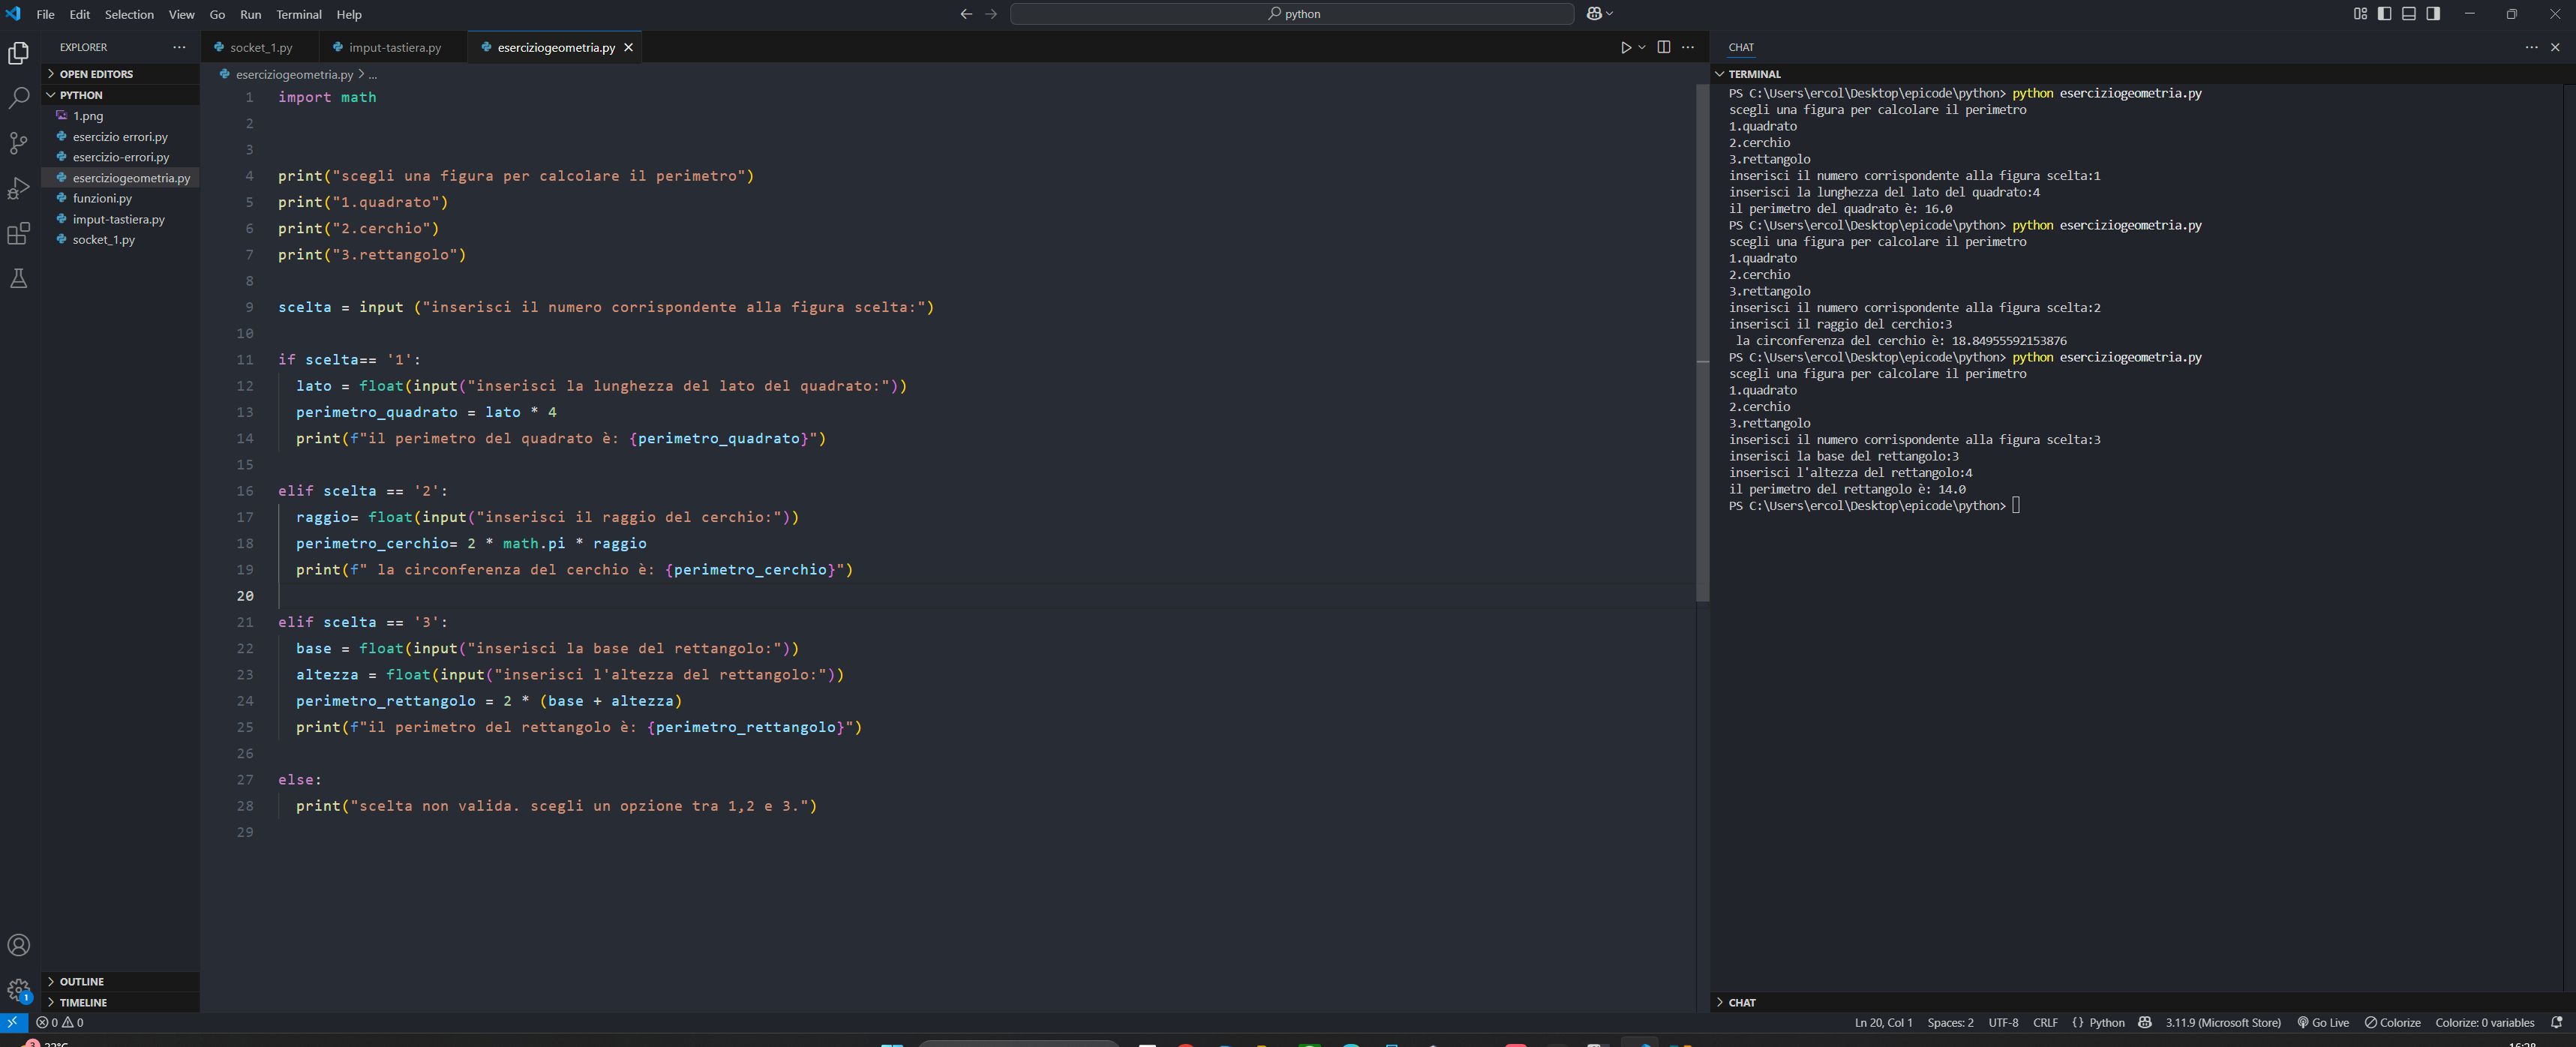 File Edit Selection View Go Run Terminal Help
python
EXPLORER
OPEN EDITORS
PYTHON
1.png
esercizio errori.py
esercizio-errori.py
eserciziogeometria.py
funzioni.py
imput-tastiera.py
socket_1.py
OUTLINE
TIMELINE
socket_1.py imput-tastiera.py eserciziogeometria.py
eserciziogeometria.py > ...
1 import math
2
3
4 print("scegli una figura per calcolare il perimetro")
5 print("1.quadrato")
6 print("2.cerchio")
7 print("3.rettangolo")
8
9 scelta = input ("inserisci il numero corrispondente alla figura scelta:")
10
11 if scelta== '1':
12 lato = float(input("inserisci la lunghezza del lato del quadrato:"))
13 perimetro_quadrato = lato * 4
14 print(f"il perimetro del quadrato è: {perimetro_quadrato}")
15
16 elif scelta == '2':
17 raggio= float(input("inserisci il raggio del cerchio:"))
18 perimetro_cerchio= 2 * math.pi * raggio
19 print(f" la circonferenza del cerchio è: {perimetro_cerchio}")
20
21 elif scelta == '3':
22 base = float(input("inserisci la base del rettangolo:"))
23 altezza = float(input("inserisci l'altezza del rettangolo:"))
24 perimetro_rettangolo = 2 * (base + altezza)
25 print(f"il perimetro del rettangolo è: {perimetro_rettangolo}")
26
27 else:
28 print("scelta non valida. scegli un opzione tra 1,2 e 3.")
29
CHAT
TERMINAL
PS C:\Users\ercol\Desktop\epicode\python> python eserciziogeometria.py
scegli una figura per calcolare il perimetro
1.quadrato
2.cerchio
3.rettangolo
inserisci il numero corrispondente alla figura scelta:1
inserisci la lunghezza del lato del quadrato:4
il perimetro del quadrato è: 16.0
PS C:\Users\ercol\Desktop\epicode\python> python eserciziogeometria.py
scegli una figura per calcolare il perimetro
1.quadrato
2.cerchio
3.rettangolo
inserisci il numero corrispondente alla figura scelta:2
inserisci il raggio del cerchio:3
la circonferenza del cerchio è: 18.84955592153876
PS C:\Users\ercol\Desktop\epicode\python> python eserciziogeometria.py
scegli una figura per calcolare il perimetro
1.quadrato
2.cerchio
3.rettangolo
inserisci il numero corrispondente alla figura scelta:3
inserisci la base del rettangolo:3
inserisci l'altezza del rettangolo:4
il perimetro del rettangolo è: 14.0
PS C:\Users\ercol\Desktop\epicode\python>
CHAT
1
0 0
Ln 20, Col 1 Spaces: 2 UTF-8 CRLF {} Python 3.11.9 (Microsoft Store) Go Live Colorize Colorize: 0 variables